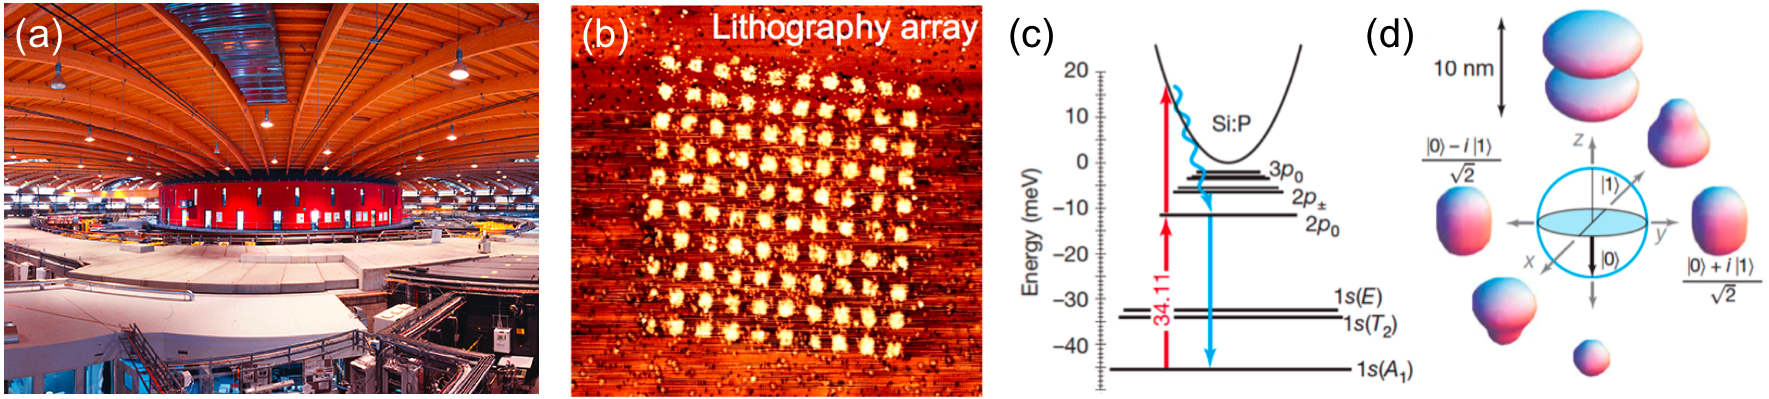 (a)
(b)
Lithography array
(c)
20
10
0
−10
−20
−30
−40
Energy (meV)
Si:P
3p₀
2p±
2p₀
1s(E)
1s(T₂)
1s(A₁)
34.11
(d)
10 nm
z
|0⟩ − i |1⟩
√2
|1⟩
y
|0⟩
x
|0⟩ + i |1⟩
√2